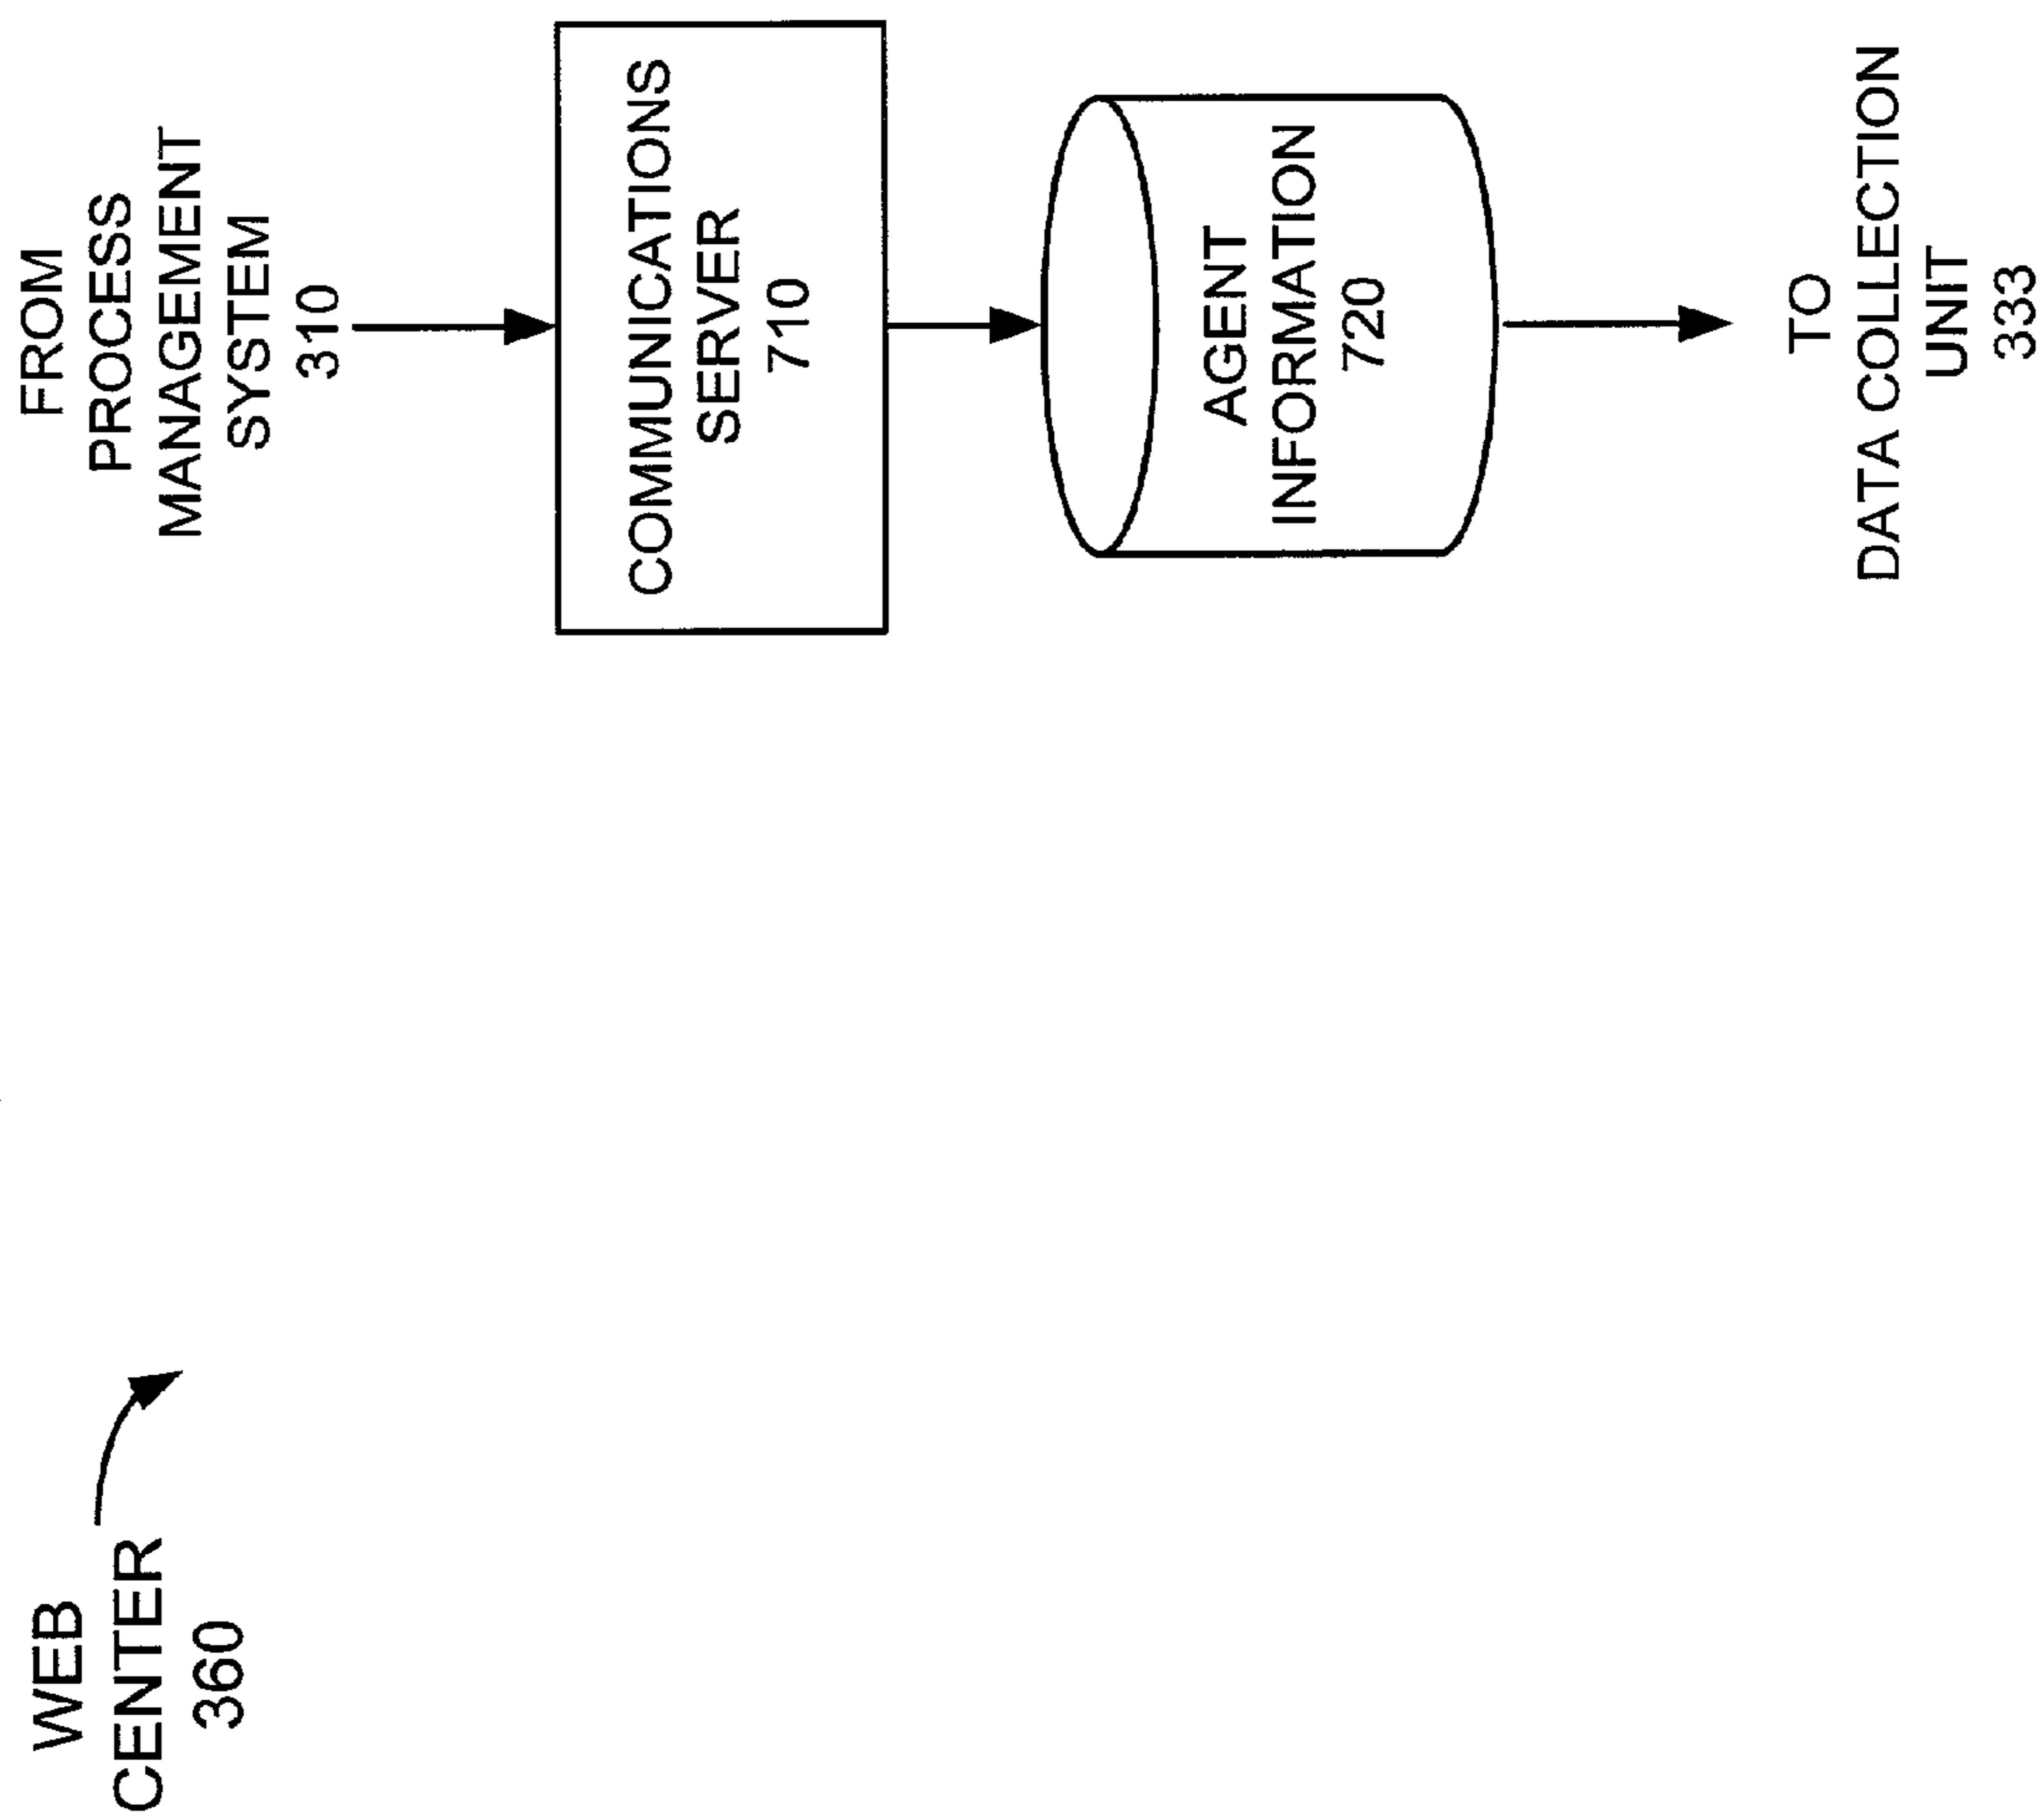 WEB
CENTER
360
FROM
PROCESS
MANAGEMENT
SYSTEM
310
COMMUNICATIONS
SERVER
710
AGENT
INFORMATION
720
TO
DATA COLLECTION
UNIT
333